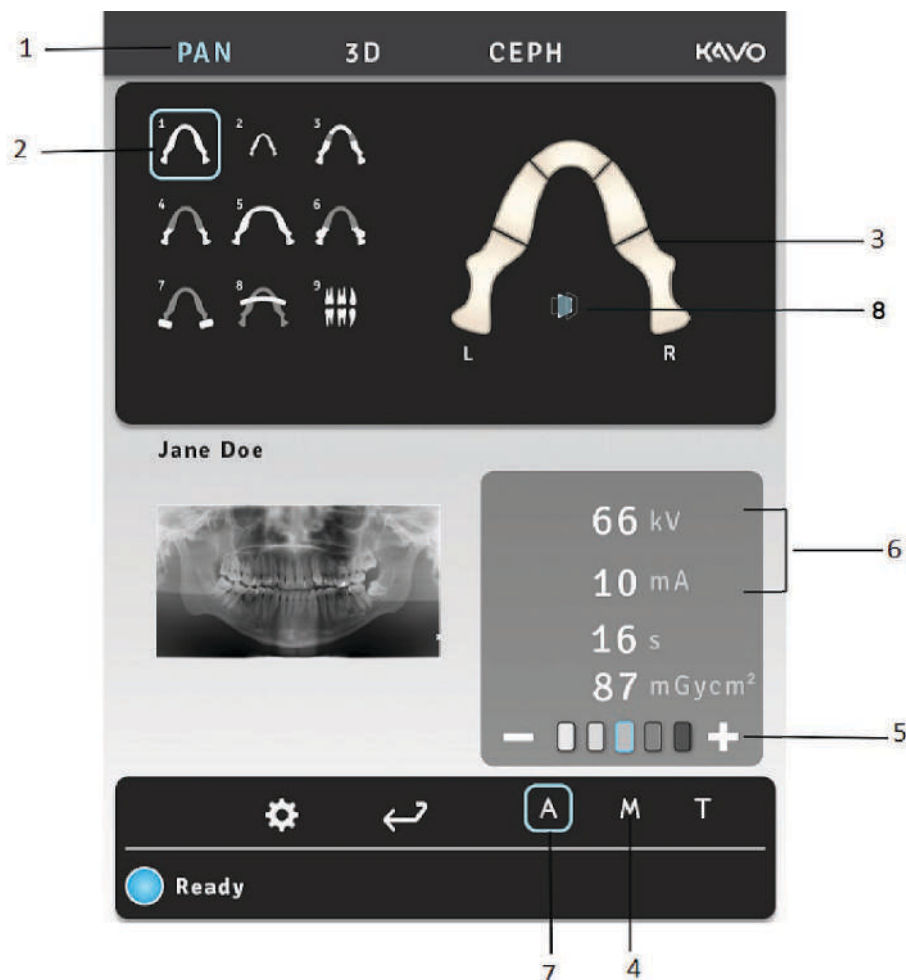 1
PAN 3D CEPH KAVO
2
1 2 3
4 5 6
7 8 9
3
8
L R
Jane Doe
66 kV
10 mA
6
16 s
87 mGycm²
5
A M T
Ready
7 4